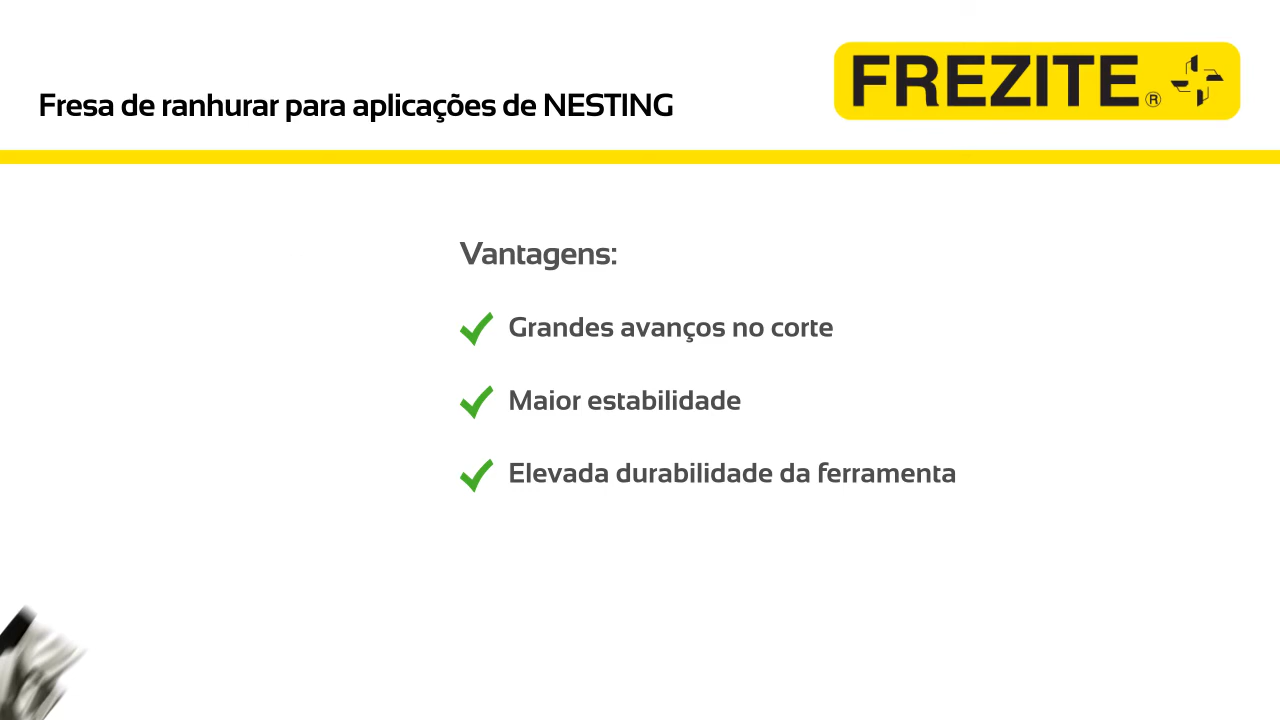 Fresa de ranhurar para aplicações de NESTING
FREZITE®
Vantagens:
Grandes avanços no corte
Maior estabilidade
Elevada durabilidade da ferramenta